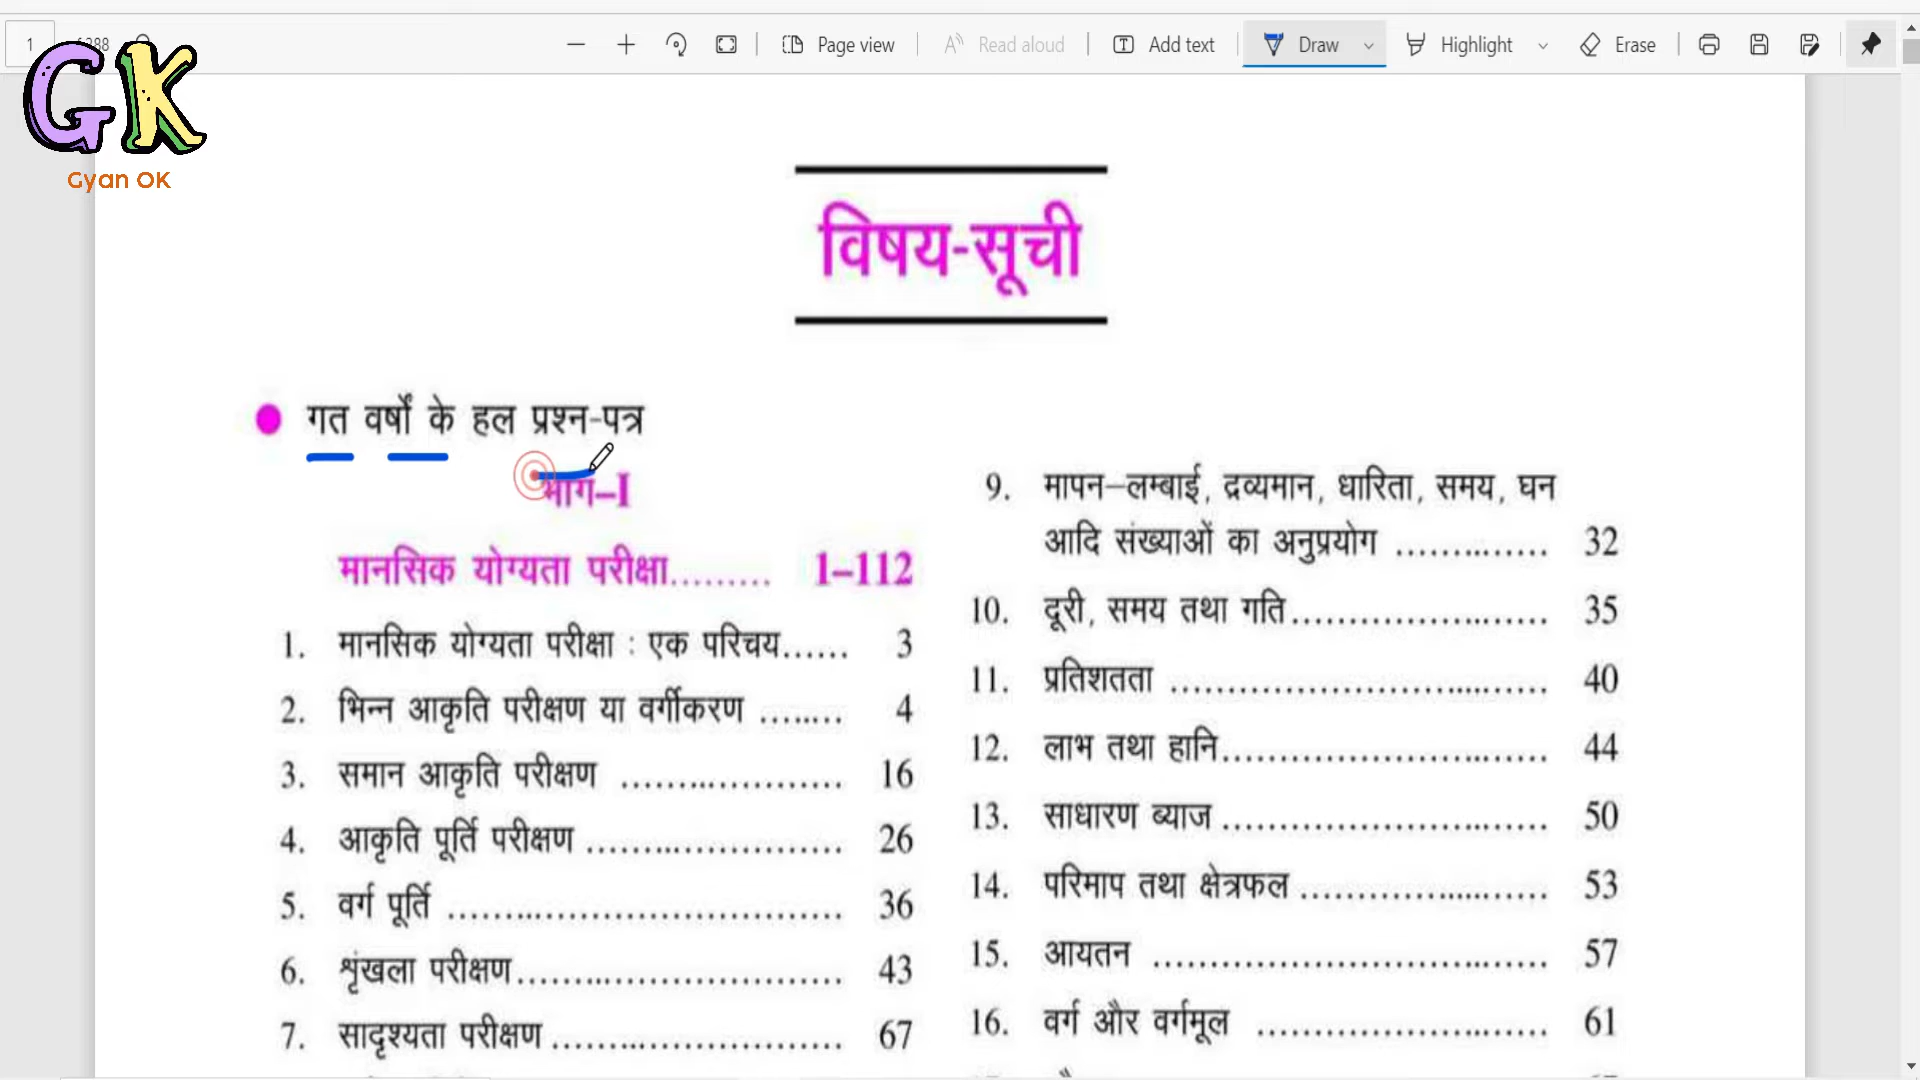 1
Page view
Read aloud
Add text
Draw
Highlight
Erase
GK
Gyan OK
विषय-सूची
गत वर्षों के हल प्रश्न-पत्र
भाग–I
मानसिक योग्यता परीक्षा......... 1–112
1. मानसिक योग्यता परीक्षा : एक परिचय...... 3
2. भिन्न आकृति परीक्षण या वर्गीकरण ........ 4
3. समान आकृति परीक्षण .................... 16
4. आकृति पूर्ति परीक्षण ....................... 26
5. वर्ग पूर्ति .................................... 36
6. शृंखला परीक्षण............................. 43
7. सादृश्यता परीक्षण.......................... 67
9. मापन–लम्बाई, द्रव्यमान, धारिता, समय, घन
आदि संख्याओं का अनुप्रयोग .............. 32
10. दूरी, समय तथा गति....................... 35
11. प्रतिशतता .................................. 40
12. लाभ तथा हानि............................. 44
13. साधारण ब्याज ............................. 50
14. परिमाप तथा क्षेत्रफल ...................... 53
15. आयतन .................................... 57
16. वर्ग और वर्गमूल .......................... 61